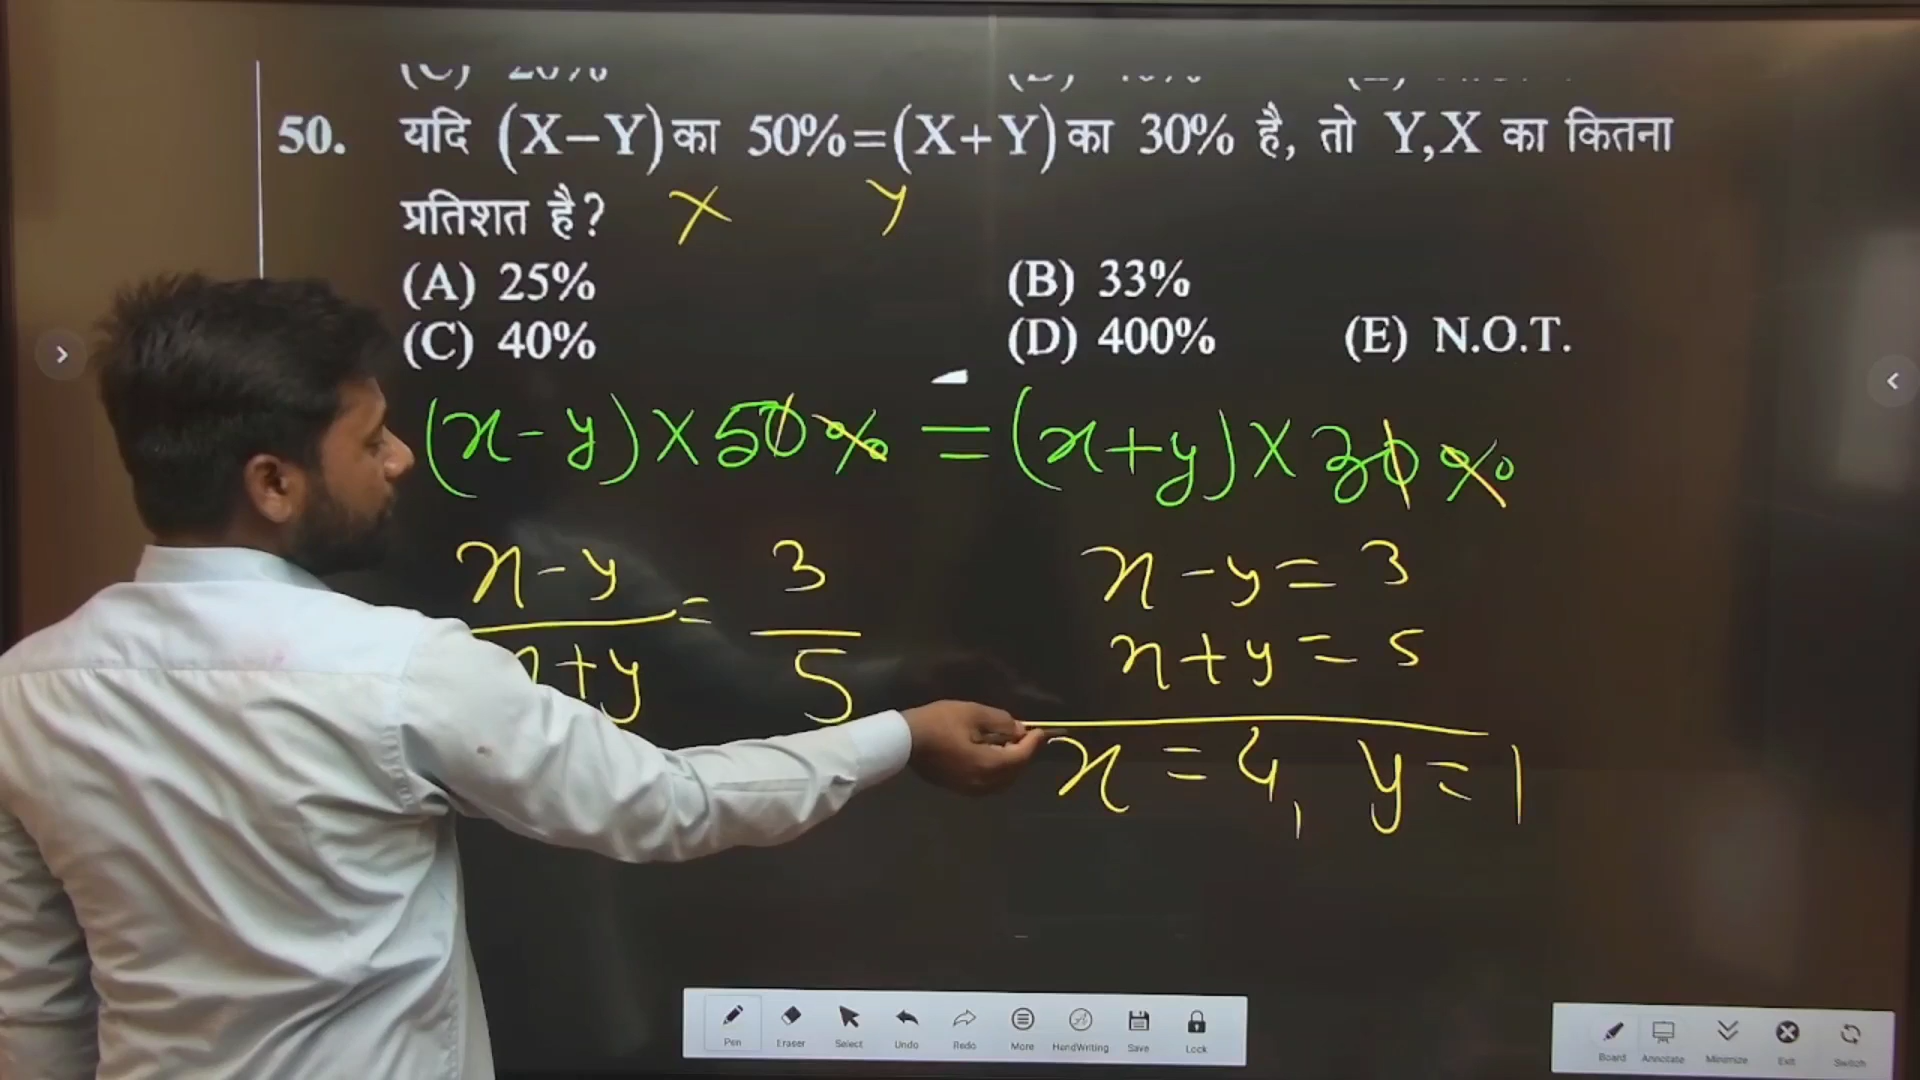 50. यदि (X−Y)का 50%=(X+Y)का 30% है, तो Y,X का कितना
प्रतिशत है? X Y
(A) 25% (B) 33%
(C) 40% (D) 400% (E) N.O.T.
(x-y)×50% = (x+y)×30%
x-y = 3
+y 5
x-y=3
x+y=5
x=4, y=1
Pen Eraser Select Undo Redo More HandWriting Save Lock
Board Annotate Minimize Exit Switch